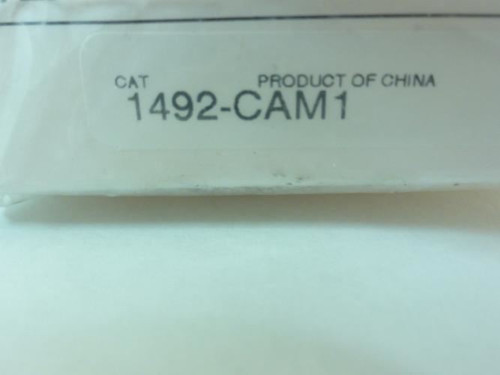 CAT PRODUCT OF CHINA
1492-CAM1